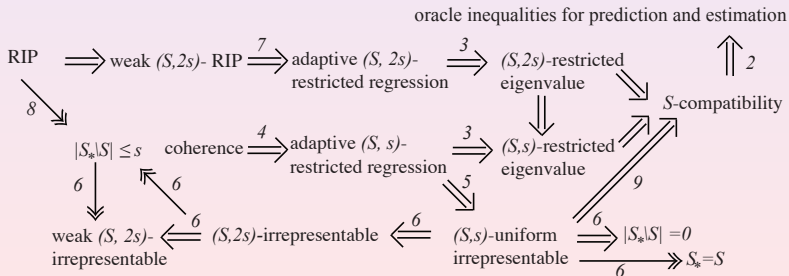 oracle inequalities for prediction and estimation
RIP
weak (S,2s)- RIP
7
adaptive (S, 2s)-
restricted regression
3
(S,2s)-restricted
eigenvalue
2
S-compatibility
8
|S*\S| ≤ s
coherence
4
adaptive (S, s)-
restricted regression
3
(S,s)-restricted
eigenvalue
6
6
5
9
weak (S, 2s)-
irrepresentable
6
(S,2s)-irrepresentable
6
(S,s)-uniform
irrepresentable
6
|S*\S| =0
6
S*=S